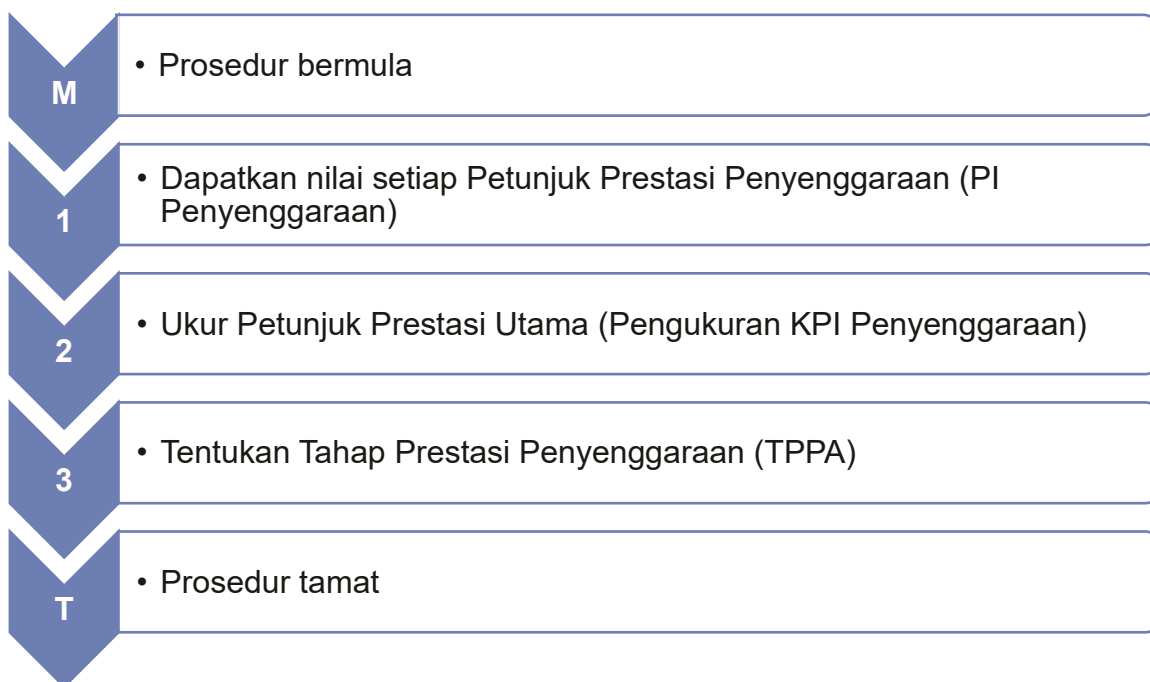 M
• Prosedur bermula
1
• Dapatkan nilai setiap Petunjuk Prestasi Penyenggaraan (PI
Penyenggaraan)
2
• Ukur Petunjuk Prestasi Utama (Pengukuran KPI Penyenggaraan)
3
• Tentukan Tahap Prestasi Penyenggaraan (TPPA)
T
• Prosedur tamat